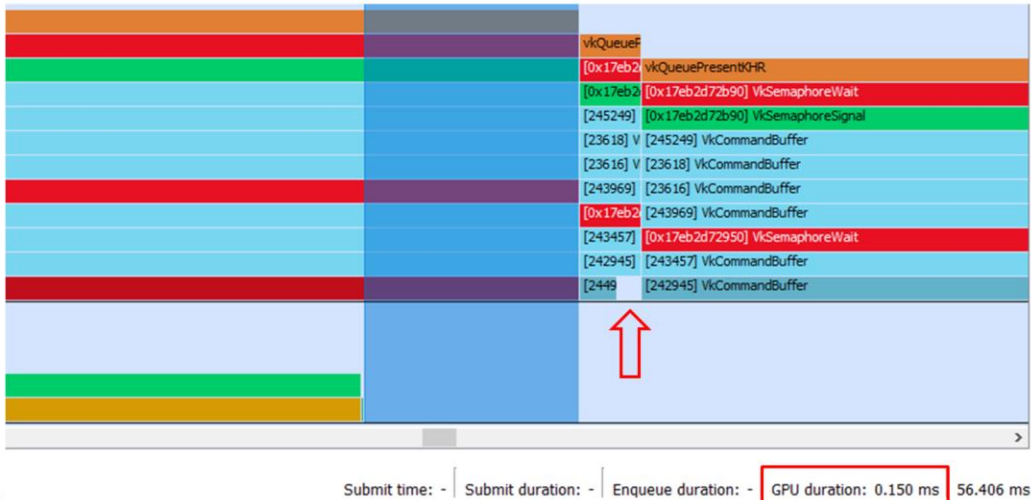 vkQueueP
[0x17eb2 vkQueuePresentKHR
[0x17eb2 [0x17eb2d72b90] VkSemaphoreWait
[245249] [0x17eb2d72b90] VkSemaphoreSignal
[23618] V [245249] VkCommandBuffer
[23616] V [23618] VkCommandBuffer
[243969] [23616] VkCommandBuffer
[0x17eb2 [243969] VkCommandBuffer
[243457] [0x17eb2d72950] VkSemaphoreWait
[242945] [243457] VkCommandBuffer
[2449 [242945] VkCommandBuffer
Submit time: - Submit duration: - Enqueue duration: - GPU duration: 0.150 ms 56.406 ms